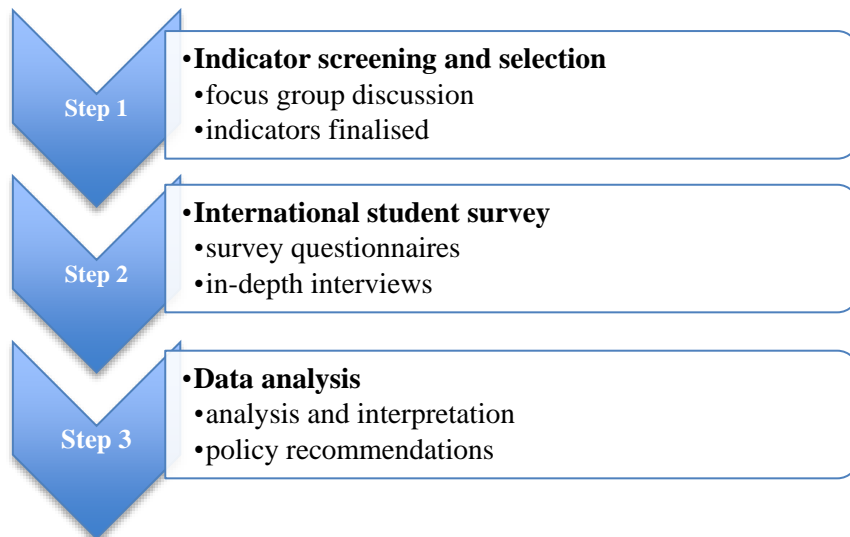 Step 1
•Indicator screening and selection
•focus group discussion
•indicators finalised
Step 2
•International student survey
•survey questionnaires
•in-depth interviews
Step 3
•Data analysis
•analysis and interpretation
•policy recommendations